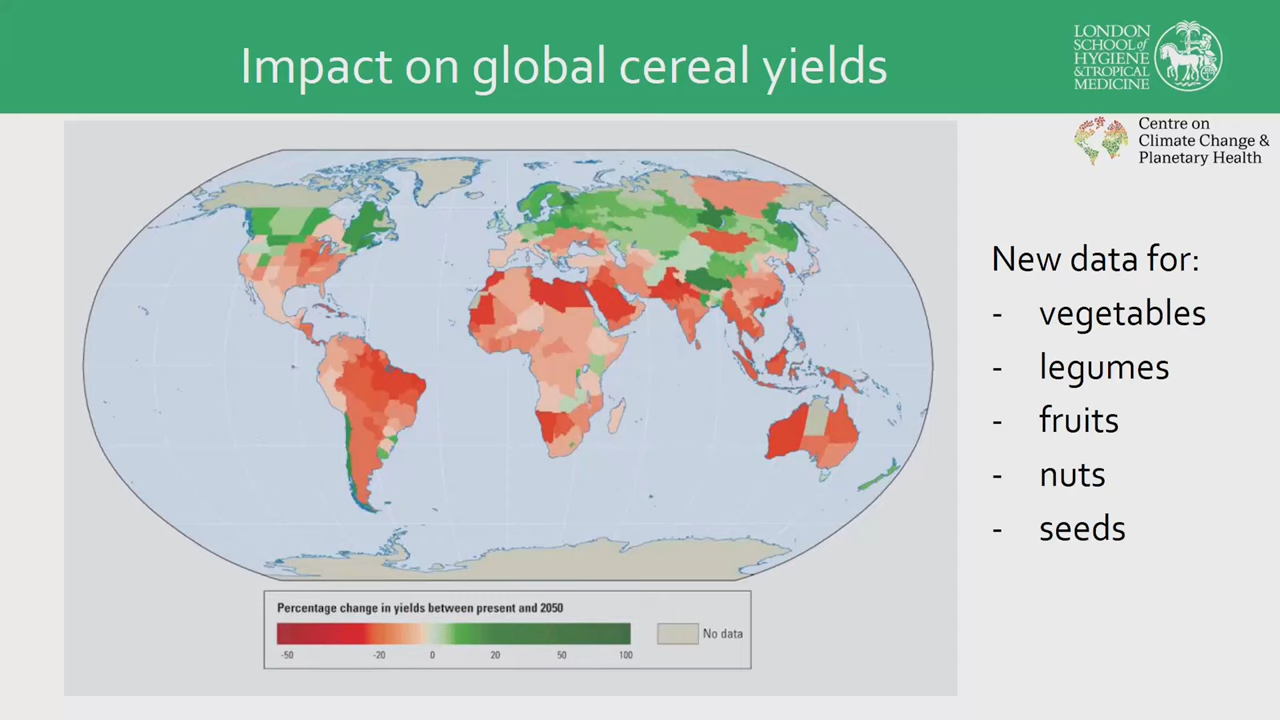 Impact on global cereal yields
LONDON
SCHOOL of
HYGIENE
& TROPICAL
MEDICINE
Centre on
Climate Change &
Planetary Health
New data for:
- vegetables
- legumes
- fruits
- nuts
- seeds
Percentage change in yields between present and 2050
-50 -20 0 20 50 100
No data